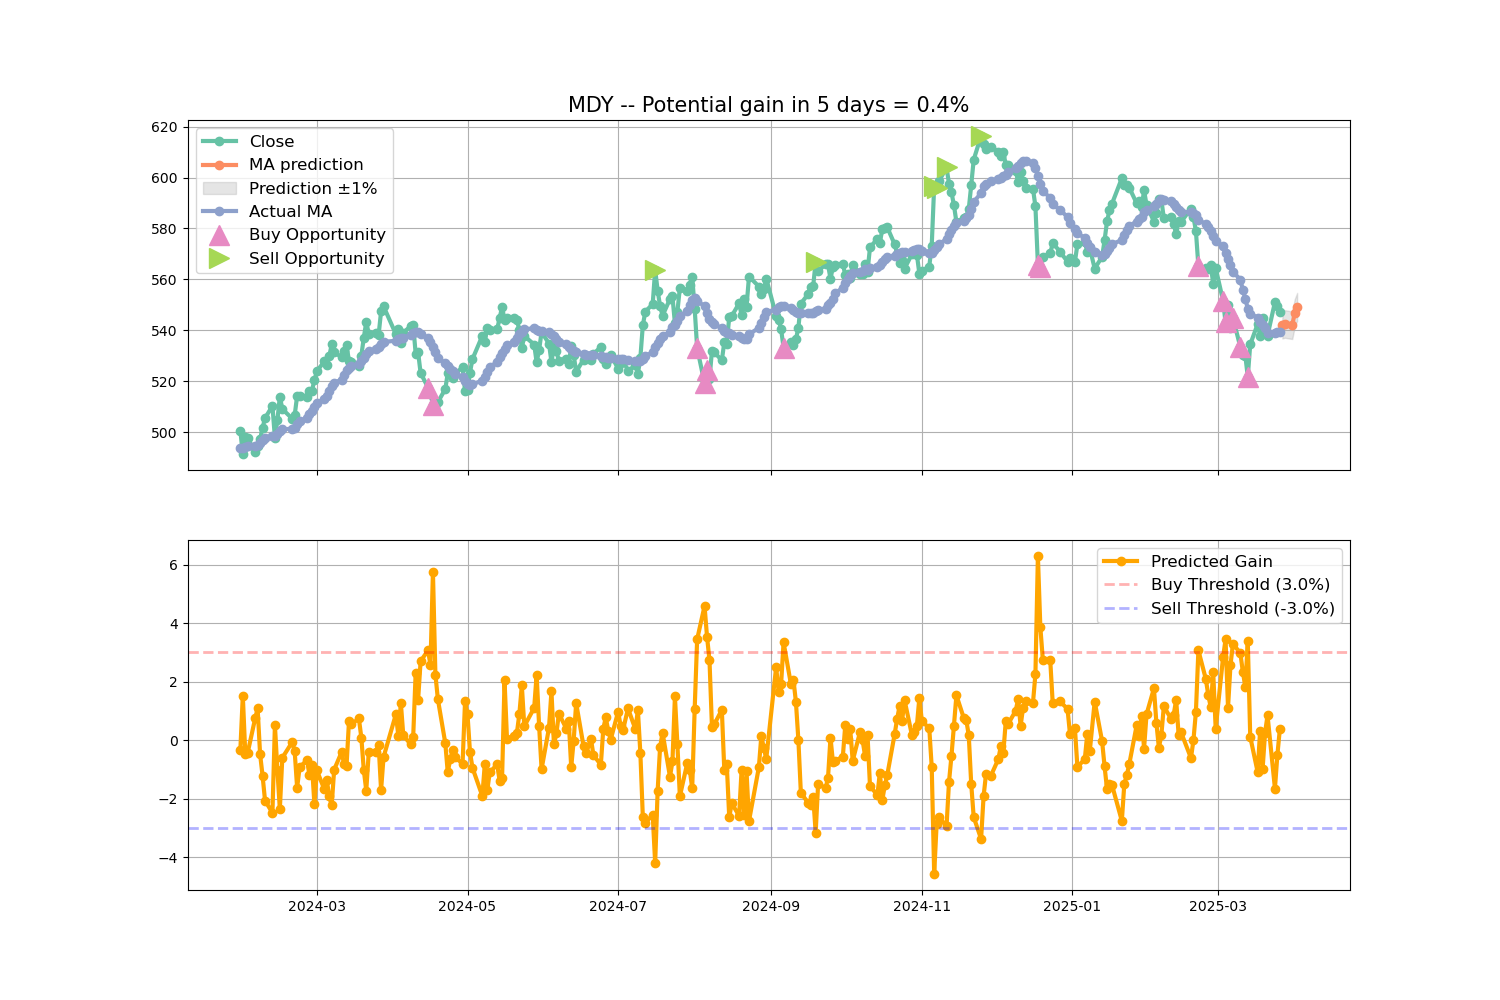 MDY -- Potential gain in 5 days = 0.4%
620
600
580
560
540
520
500
Close
MA prediction
Prediction ±1%
Actual MA
Buy Opportunity
Sell Opportunity
6
4
2
0
−2
−4
Predicted Gain
Buy Threshold (3.0%)
Sell Threshold (-3.0%)
2024-03
2024-05
2024-07
2024-09
2024-11
2025-01
2025-03